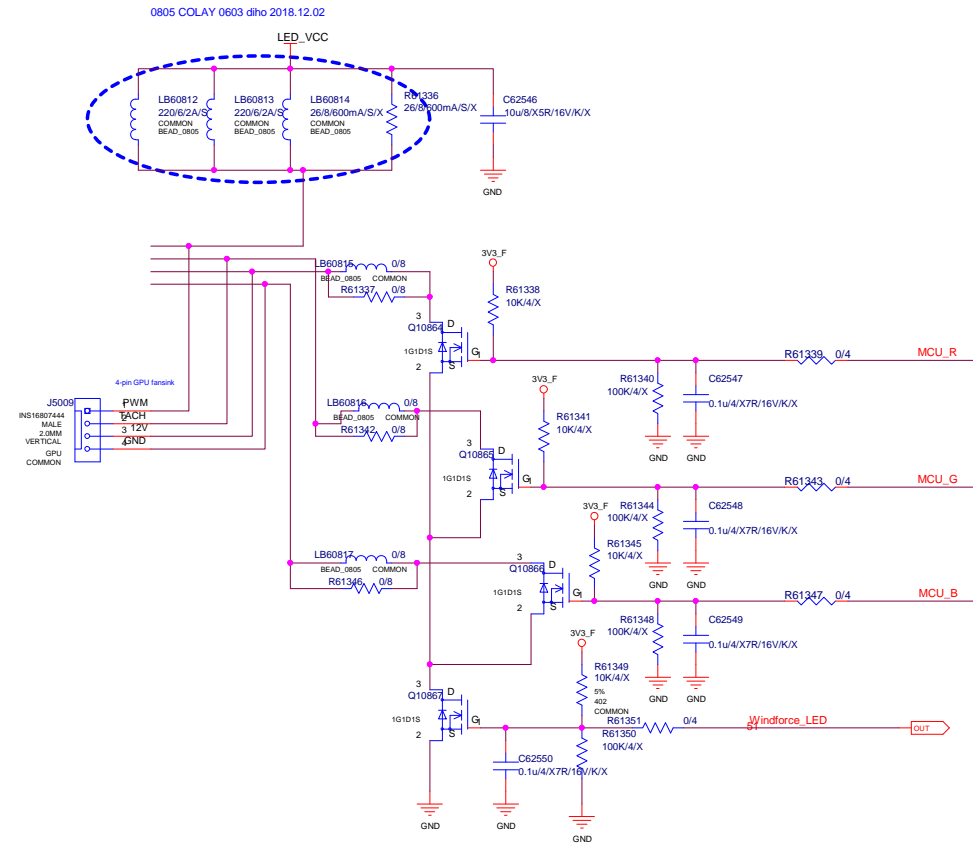 0805 COLAY 0603 diho 2018.12.02
LED_VCC
LB60812
220/6/2A/S
COMMON
BEAD_0805
LB60813
220/6/2A/S
COMMON
BEAD_0805
LB60814
26/8/600mA/S/X
COMMON
BEAD_0805
R61336
26/8/600mA/S/X
C62546
10u/8/X5R/16V/K/X
GND
LB60815 0/8
BEAD_0805 COMMON
R61337 0/8
3V3_F
R61338
10K/4/X
3
D
Q10864
1G1D1S
G
1
2
S
R61339 0/4
MCU_R
R61340
100K/4/X
C62547
0.1u/4/X7R/16V/K/X
GND
GND
4-pin GPU fansink
J5009
INS16807444
MALE
2.0MM
VERTICAL
GPU
COMMON
1 PWM
2 TACH
3 12V
4 GND
LB60816 0/8
BEAD_0805 COMMON
R61342 0/8
3V3_F
R61341
10K/4/X
3
D
Q10865
1G1D1S
G
1
2
S
R61343 0/4
MCU_G
R61344
100K/4/X
C62548
0.1u/4/X7R/16V/K/X
GND
GND
LB60817 0/8
BEAD_0805 COMMON
R61346 0/8
3V3_F
R61345
10K/4/X
3
D
Q10866
1G1D1S
G
1
2
S
R61347 0/4
MCU_B
R61348
100K/4/X
C62549
0.1u/4/X7R/16V/K/X
GND
GND
3V3_F
R61349
10K/4/X
5%
402
COMMON
3
D
Q10867
1G1D1S
G
1
2
S
R61351 0/4
Windforce_LED
51
OUT
R61350
100K/4/X
C62550
0.1u/4/X7R/16V/K/X
GND
GND
GND